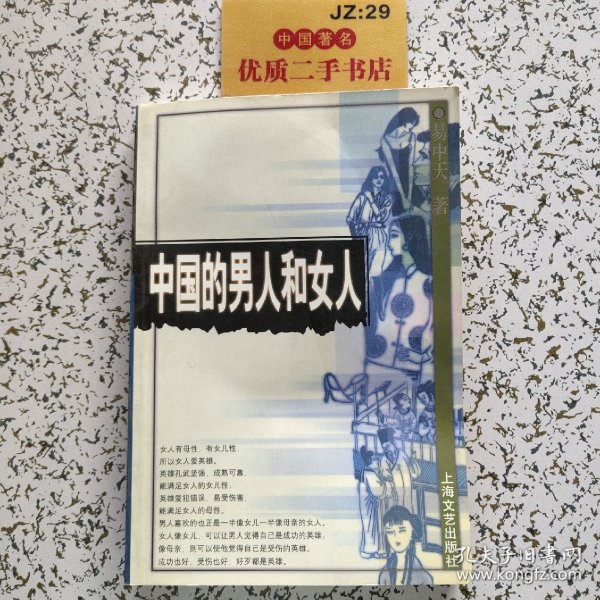 JZ:29
中国著名
优质二手书店
易中天 著
中国的男人和女人
女人有母性，有女儿性
所以女人爱英雄。
英雄孔武坚强，成熟可靠，
能满足女人的女儿性，
英雄爱犯错误，易受伤害，
能满足女人的母性。
男人喜欢的也正是一半像女儿一半像母亲的女人。
女人像女儿，可以让男人觉得自己是成功的英雄；
像母亲，则可以使他觉得自己是受伤的英雄。
成功也好，受伤也好，好歹都是英雄。
上海文艺出版社
孔夫子旧书网
www.kongfz.com